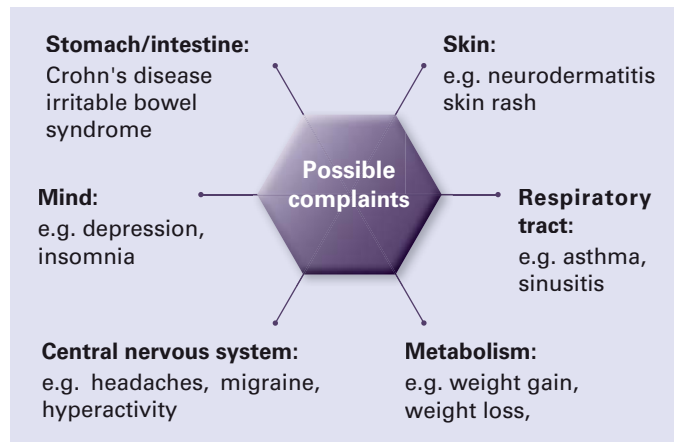 Stomach/intestine:
Crohn's disease
irritable bowel
syndrome
Skin:
e.g. neurodermatitis
skin rash
Possible
complaints
Mind:
e.g. depression,
insomnia
Respiratory
tract:
e.g. asthma,
sinusitis
Central nervous system:
e.g. headaches, migraine,
hyperactivity
Metabolism:
e.g. weight gain,
weight loss,